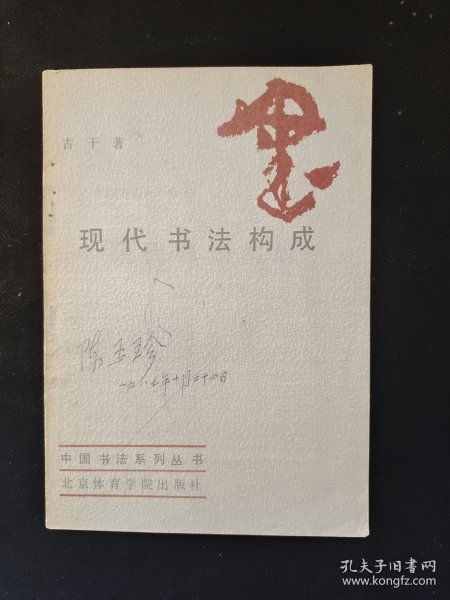 古干著
现代书法构成
陈玉珍
一九八七年十月二十四日
中国书法系列丛书
北京体育学院出版社
孔夫子旧书网
www.kongfz.com